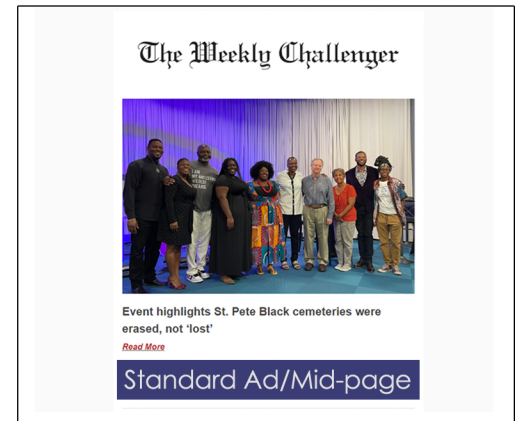 The Weekly Challenger
Event highlights St. Pete Black cemeteries were
erased, not ‘lost’
Read More
Standard Ad/Mid-page